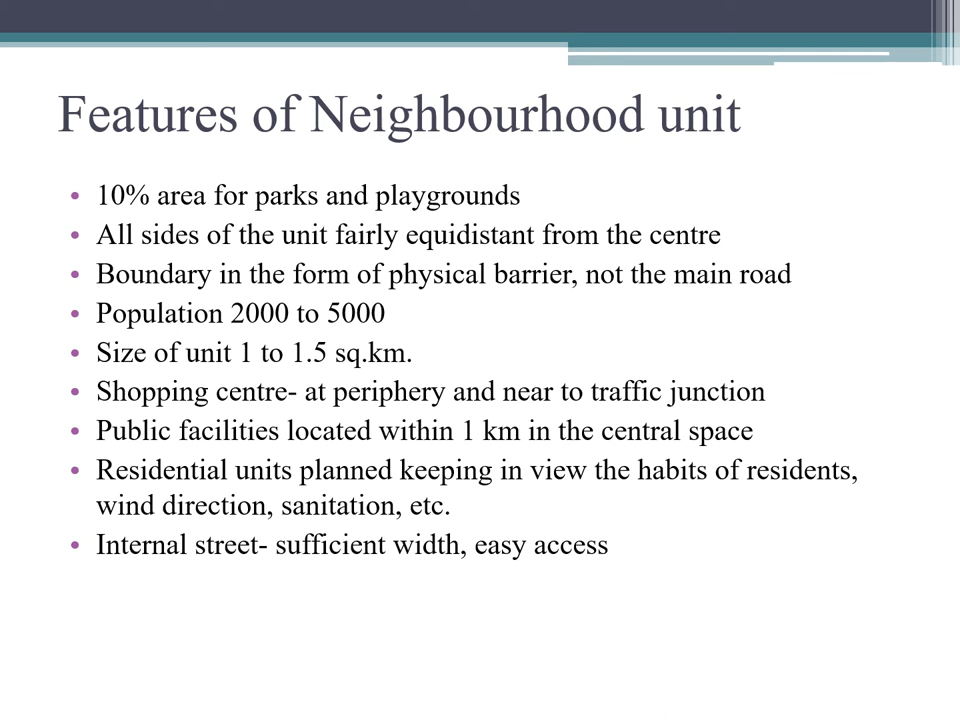 Features of Neighbourhood unit
• 10% area for parks and playgrounds
• All sides of the unit fairly equidistant from the centre
• Boundary in the form of physical barrier, not the main road
• Population 2000 to 5000
• Size of unit 1 to 1.5 sq.km.
• Shopping centre- at periphery and near to traffic junction
• Public facilities located within 1 km in the central space
• Residential units planned keeping in view the habits of residents,
wind direction, sanitation, etc.
• Internal street- sufficient width, easy access